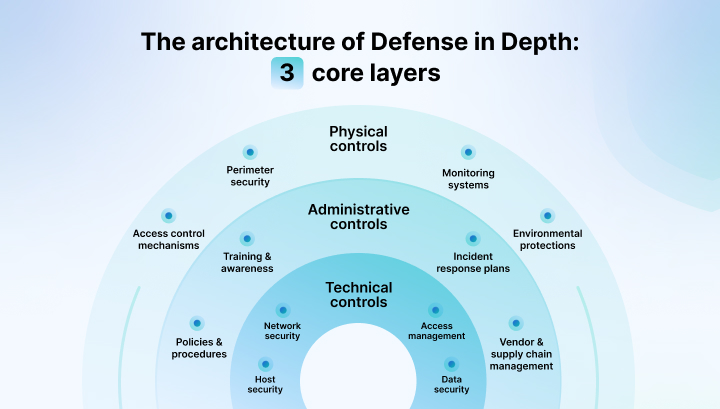 The architecture of Defense in Depth:
3 core layers
Physical
controls
Perimeter
security
Monitoring
systems
Access control
mechanisms
Environmental
protections
Administrative
controls
Training &
awareness
Incident
response plans
Policies &
procedures
Vendor &
supply chain
management
Technical
controls
Network
security
Access
management
Host
security
Data
security